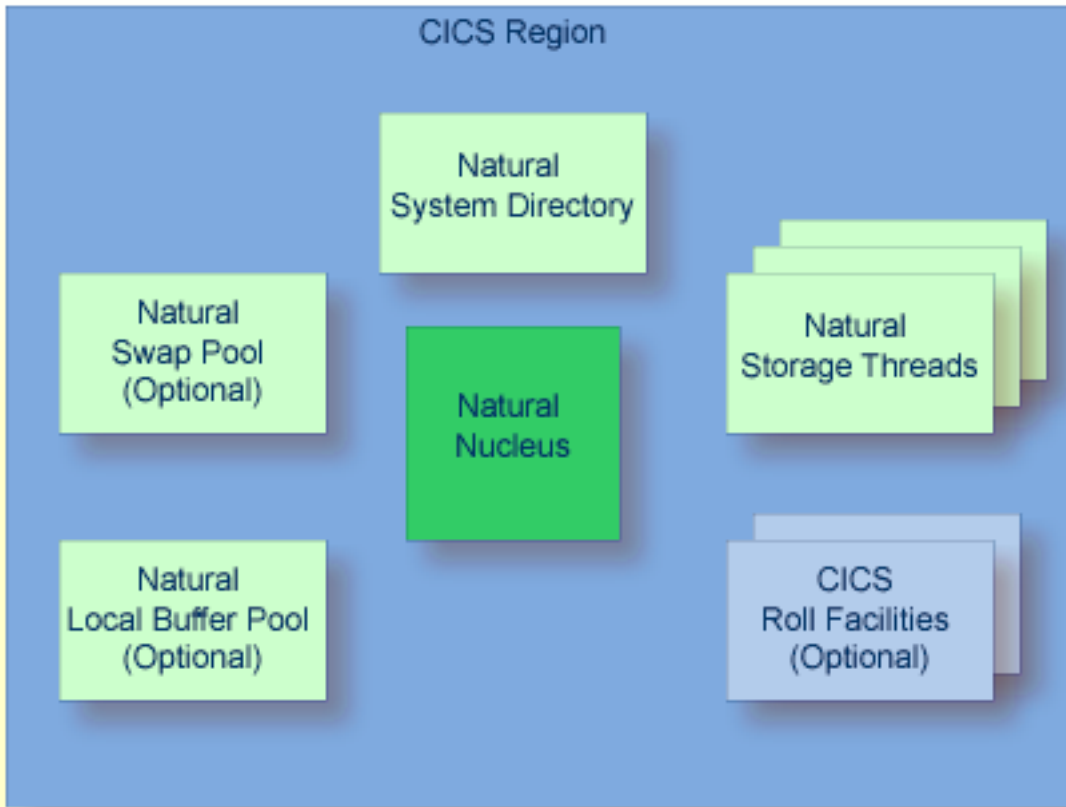 CICS Region
Natural
System Directory
Natural
Swap Pool
(Optional)
Natural
Storage Threads
Natural
Nucleus
Natural
Local Buffer Pool
(Optional)
CICS
Roll Facilities
(Optional)